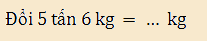 Đổi 5 tấn 6 kg = ... kg